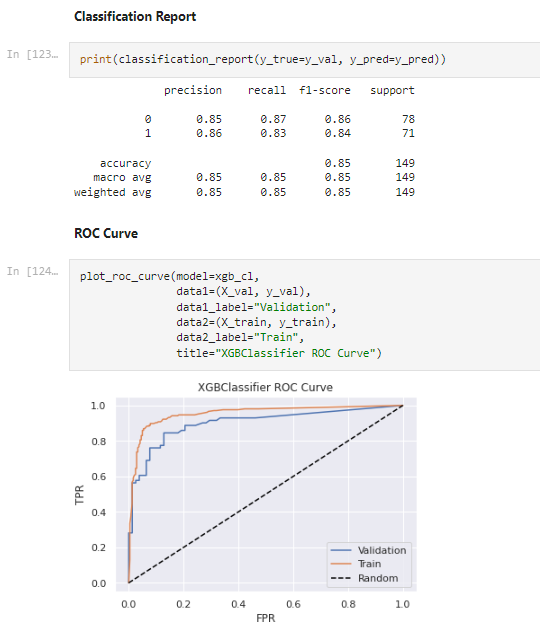 Classification Report
In [123…
print(classification_report(y_true=y_val, y_pred=y_pred))
precision recall f1-score support
0 0.85 0.87 0.86 78
1 0.86 0.83 0.84 71
accuracy 0.85 149
macro avg 0.85 0.85 0.85 149
weighted avg 0.85 0.85 0.85 149
ROC Curve
In [124…
plot_roc_curve(model=xgb_cl,
data1=(X_val, y_val),
data1_label="Validation",
data2=(X_train, y_train),
data2_label="Train",
title="XGBClassifier ROC Curve")
XGBClassifier ROC Curve
1.0
0.8
0.6
0.4
0.2
0.0
TPR
Validation
Train
Random
0.0 0.2 0.4 0.6 0.8 1.0
FPR